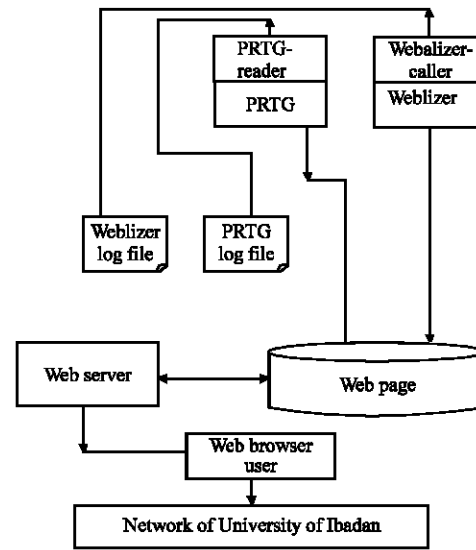 PRTG-
reader
PRTG
Webalizer-
caller
Weblizer
Weblizer
log file
PRTG
log file
Web server
Web page
Web browser
user
Network of University of Ibadan